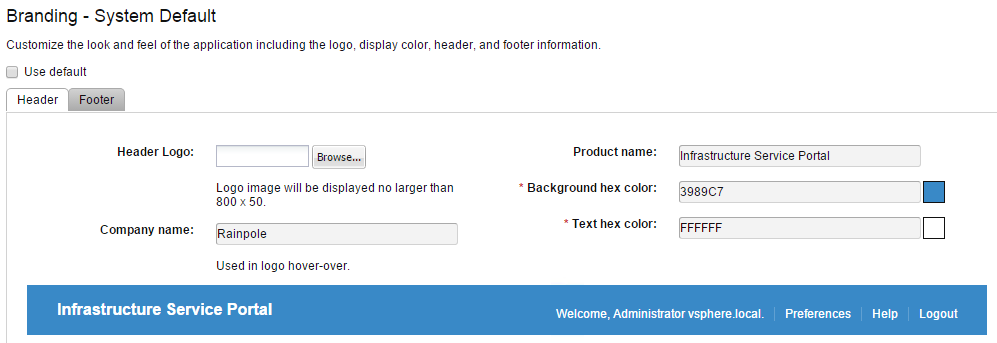 Branding - System Default
Customize the look and feel of the application including the logo, display color, header, and footer information.
Use default
Header Footer
Header Logo: Browse...
Logo image will be displayed no larger than
800 x 50.
Company name: Rainpole
Used in logo hover-over.
Product name: Infrastructure Service Portal
* Background hex color: 3989C7
* Text hex color: FFFFFF
Infrastructure Service Portal Welcome, Administrator vsphere.local. Preferences Help Logout